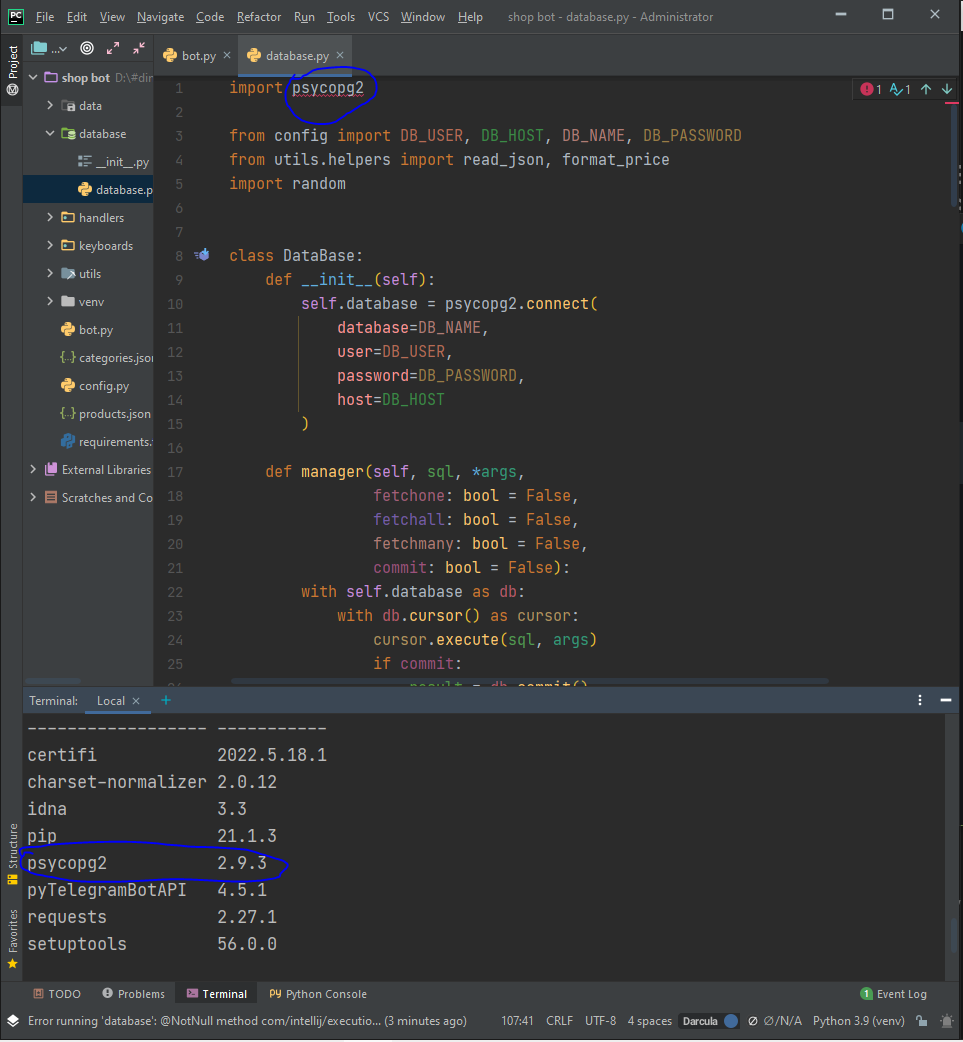 PC File Edit View Navigate Code Refactor Run Tools VCS Window Help shop bot - database.py - Administrator
Project
...
bot.py
database.py
shop bot D:\#dir
data
database
__init__.py
database.p
handlers
keyboards
utils
venv
bot.py
categories.json
config.py
products.json
requirements.
External Libraries
Scratches and Co
1 import psycopg2
2
3 from config import DB_USER, DB_HOST, DB_NAME, DB_PASSWORD
4 from utils.helpers import read_json, format_price
5 import random
6
7
8 class DataBase:
9 def __init__(self):
10 self.database = psycopg2.connect(
11 database=DB_NAME,
12 user=DB_USER,
13 password=DB_PASSWORD,
14 host=DB_HOST
15 )
16
17 def manager(self, sql, *args,
18 fetchone: bool = False,
19 fetchall: bool = False,
20 fetchmany: bool = False,
21 commit: bool = False):
22 with self.database as db:
23 with db.cursor() as cursor:
24 cursor.execute(sql, args)
25 if commit:
1 1
Terminal: Local
----------------- -----------
certifi 2022.5.18.1
charset-normalizer 2.0.12
idna 3.3
pip 21.1.3
psycopg2 2.9.3
pyTelegramBotAPI 4.5.1
requests 2.27.1
setuptools 56.0.0
Structure
Favorites
TODO Problems Terminal Python Console 1 Event Log
Error running 'database': @NotNull method com/intellij/executio... (3 minutes ago) 107:41 CRLF UTF-8 4 spaces Darcula Ø/N/A Python 3.9 (venv)